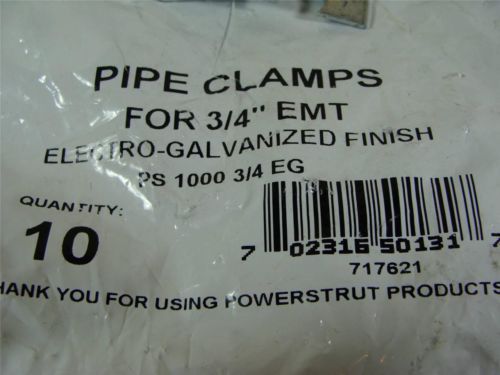 PIPE CLAMPS
FOR 3/4" EMT
ELECTRO-GALVANIZED FINISH
PS 1000 3/4 EG
QUANTITY:
10
7 02316 50131 7
717621
HANK YOU FOR USING POWERSTRUT PRODUCTS